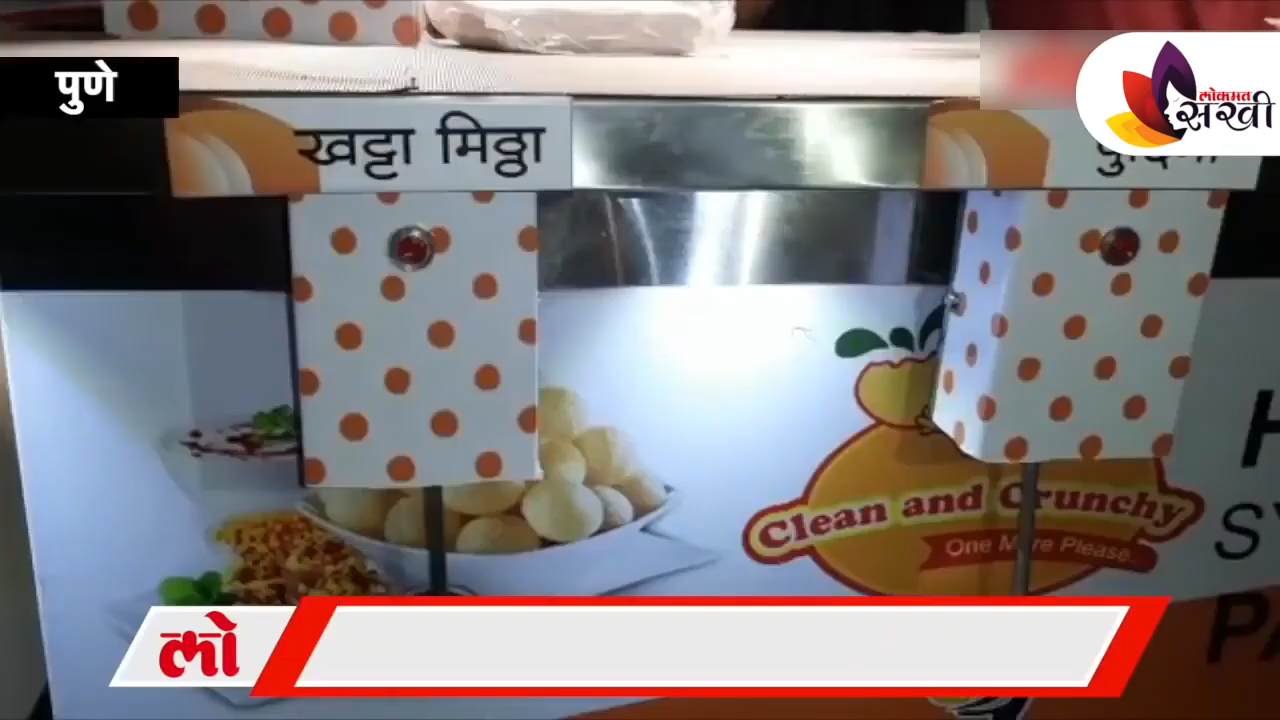 पुणे
लोकमत
सखी
खट्टा मिठ्ठा
Clean and Crunchy
One More Please..
लो